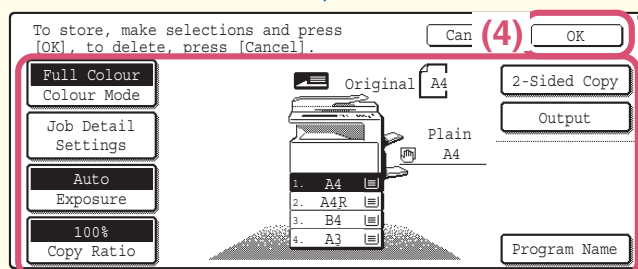 To store, make selections and press
[OK], to delete, press [Cancel].
Can
(4)
OK
Full Colour
Colour Mode
Job Detail
Settings
Auto
Exposure
100%
Copy Ratio
Original
A4
Plain
A4
1. A4
2. A4R
3. B4
4. A3
2-Sided Copy
Output
Program Name